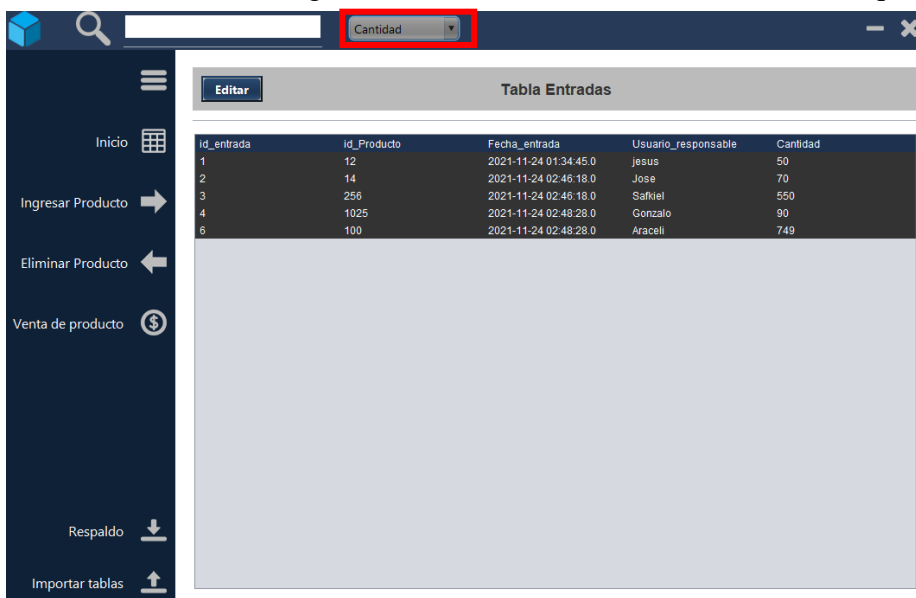 Cantidad
Editar
Tabla Entradas
Inicio
Ingresar Producto
Eliminar Producto
Venta de producto
Respaldo
Importar tablas
id_entrada id_Producto Fecha_entrada Usuario_responsable Cantidad
1 12 2021-11-24 01:34:45.0 jesus 50
2 14 2021-11-24 02:46:18.0 Jose 70
3 256 2021-11-24 02:46:18.0 Safkiel 550
4 1025 2021-11-24 02:48:28.0 Gonzalo 90
6 100 2021-11-24 02:48:28.0 Araceli 749